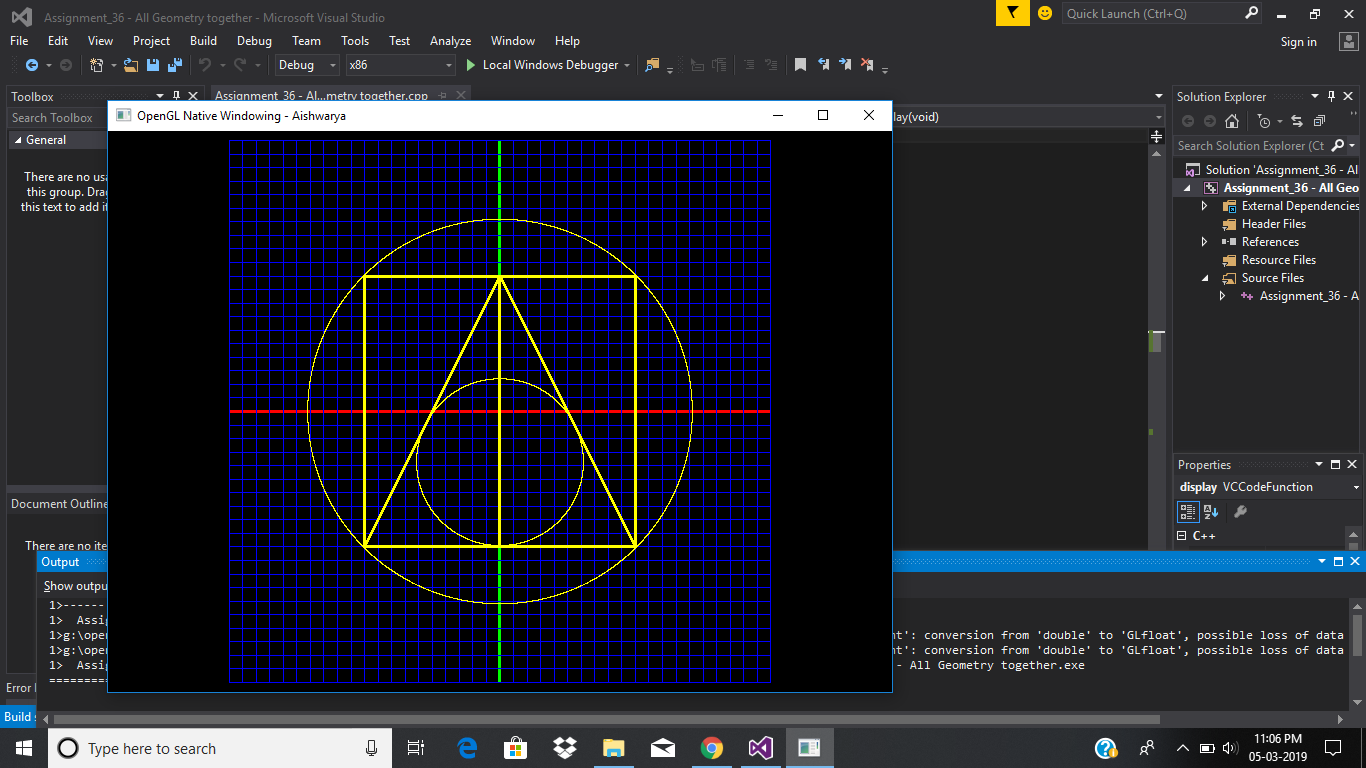 Assignment_36 - All Geometry together - Microsoft Visual Studio
Quick Launch (Ctrl+Q)
File Edit View Project Build Debug Team Tools Test Analyze Window Help
Sign in
Debug x86 Local Windows Debugger
Toolbox
Assignment_36 - Al...metry together.cpp
Solution Explorer
OpenGL Native Windowing - Aishwarya
Search Toolbox
lay(void)
General
Search Solution Explorer (Ct
There are no usa
this group. Drag
this text to add it
Solution 'Assignment_36 - Al
Assignment_36 - All Geo
External Dependencies
Header Files
References
Resource Files
Source Files
Assignment_36 - A
Properties
display VCCodeFunction
Document Outline
C++
There are no ite
Output
Show outpu
1>------
1> Assig
1>g:\open
nt': conversion from 'double' to 'GLfloat', possible loss of data
1>g:\open
nt': conversion from 'double' to 'GLfloat', possible loss of data
1> Assig
- All Geometry together.exe
=========
Error
Build s
Type here to search
11:06 PM
05-03-2019